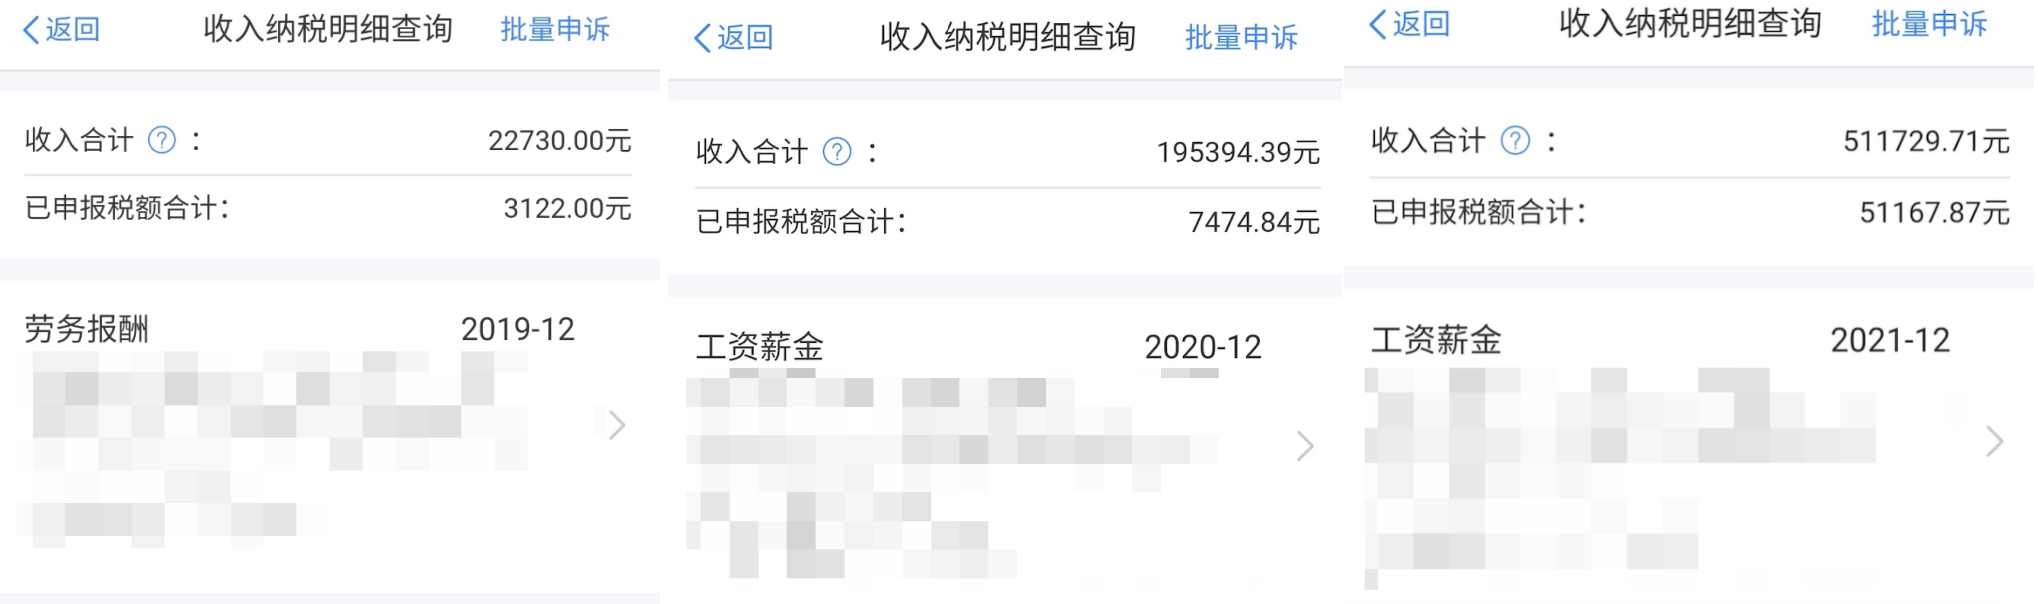 返回 收入纳税明细查询 批量申诉
收入合计 ? ： 22730.00元
已申报税额合计： 3122.00元
劳务报酬 2019-12
返回 收入纳税明细查询 批量申诉
收入合计 ? ： 195394.39元
已申报税额合计： 7474.84元
工资薪金 2020-12
返回 收入纳税明细查询 批量申诉
收入合计 ? ： 511729.71元
已申报税额合计： 51167.87元
工资薪金 2021-12